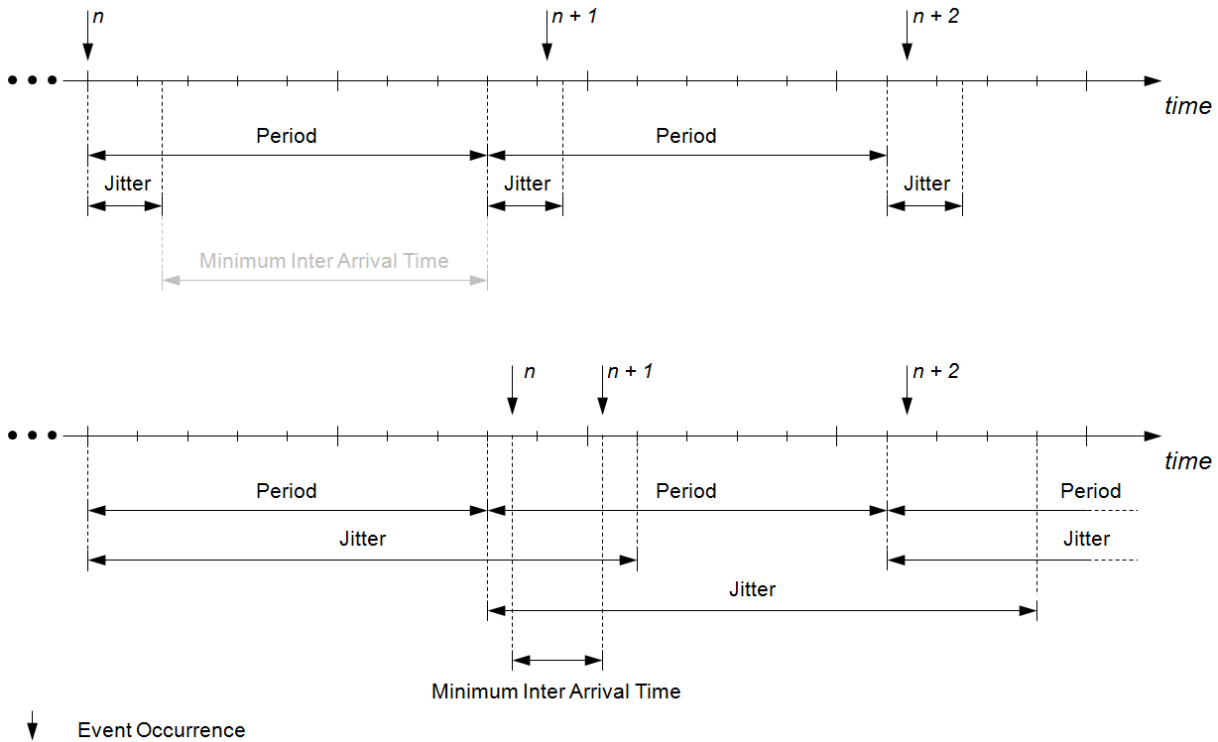 n
n + 1
n + 2
time
Period
Period
Jitter
Jitter
Jitter
Minimum Inter Arrival Time
n
n + 1
n + 2
time
Period
Period
Period
Jitter
Jitter
Jitter
Minimum Inter Arrival Time
Event Occurrence